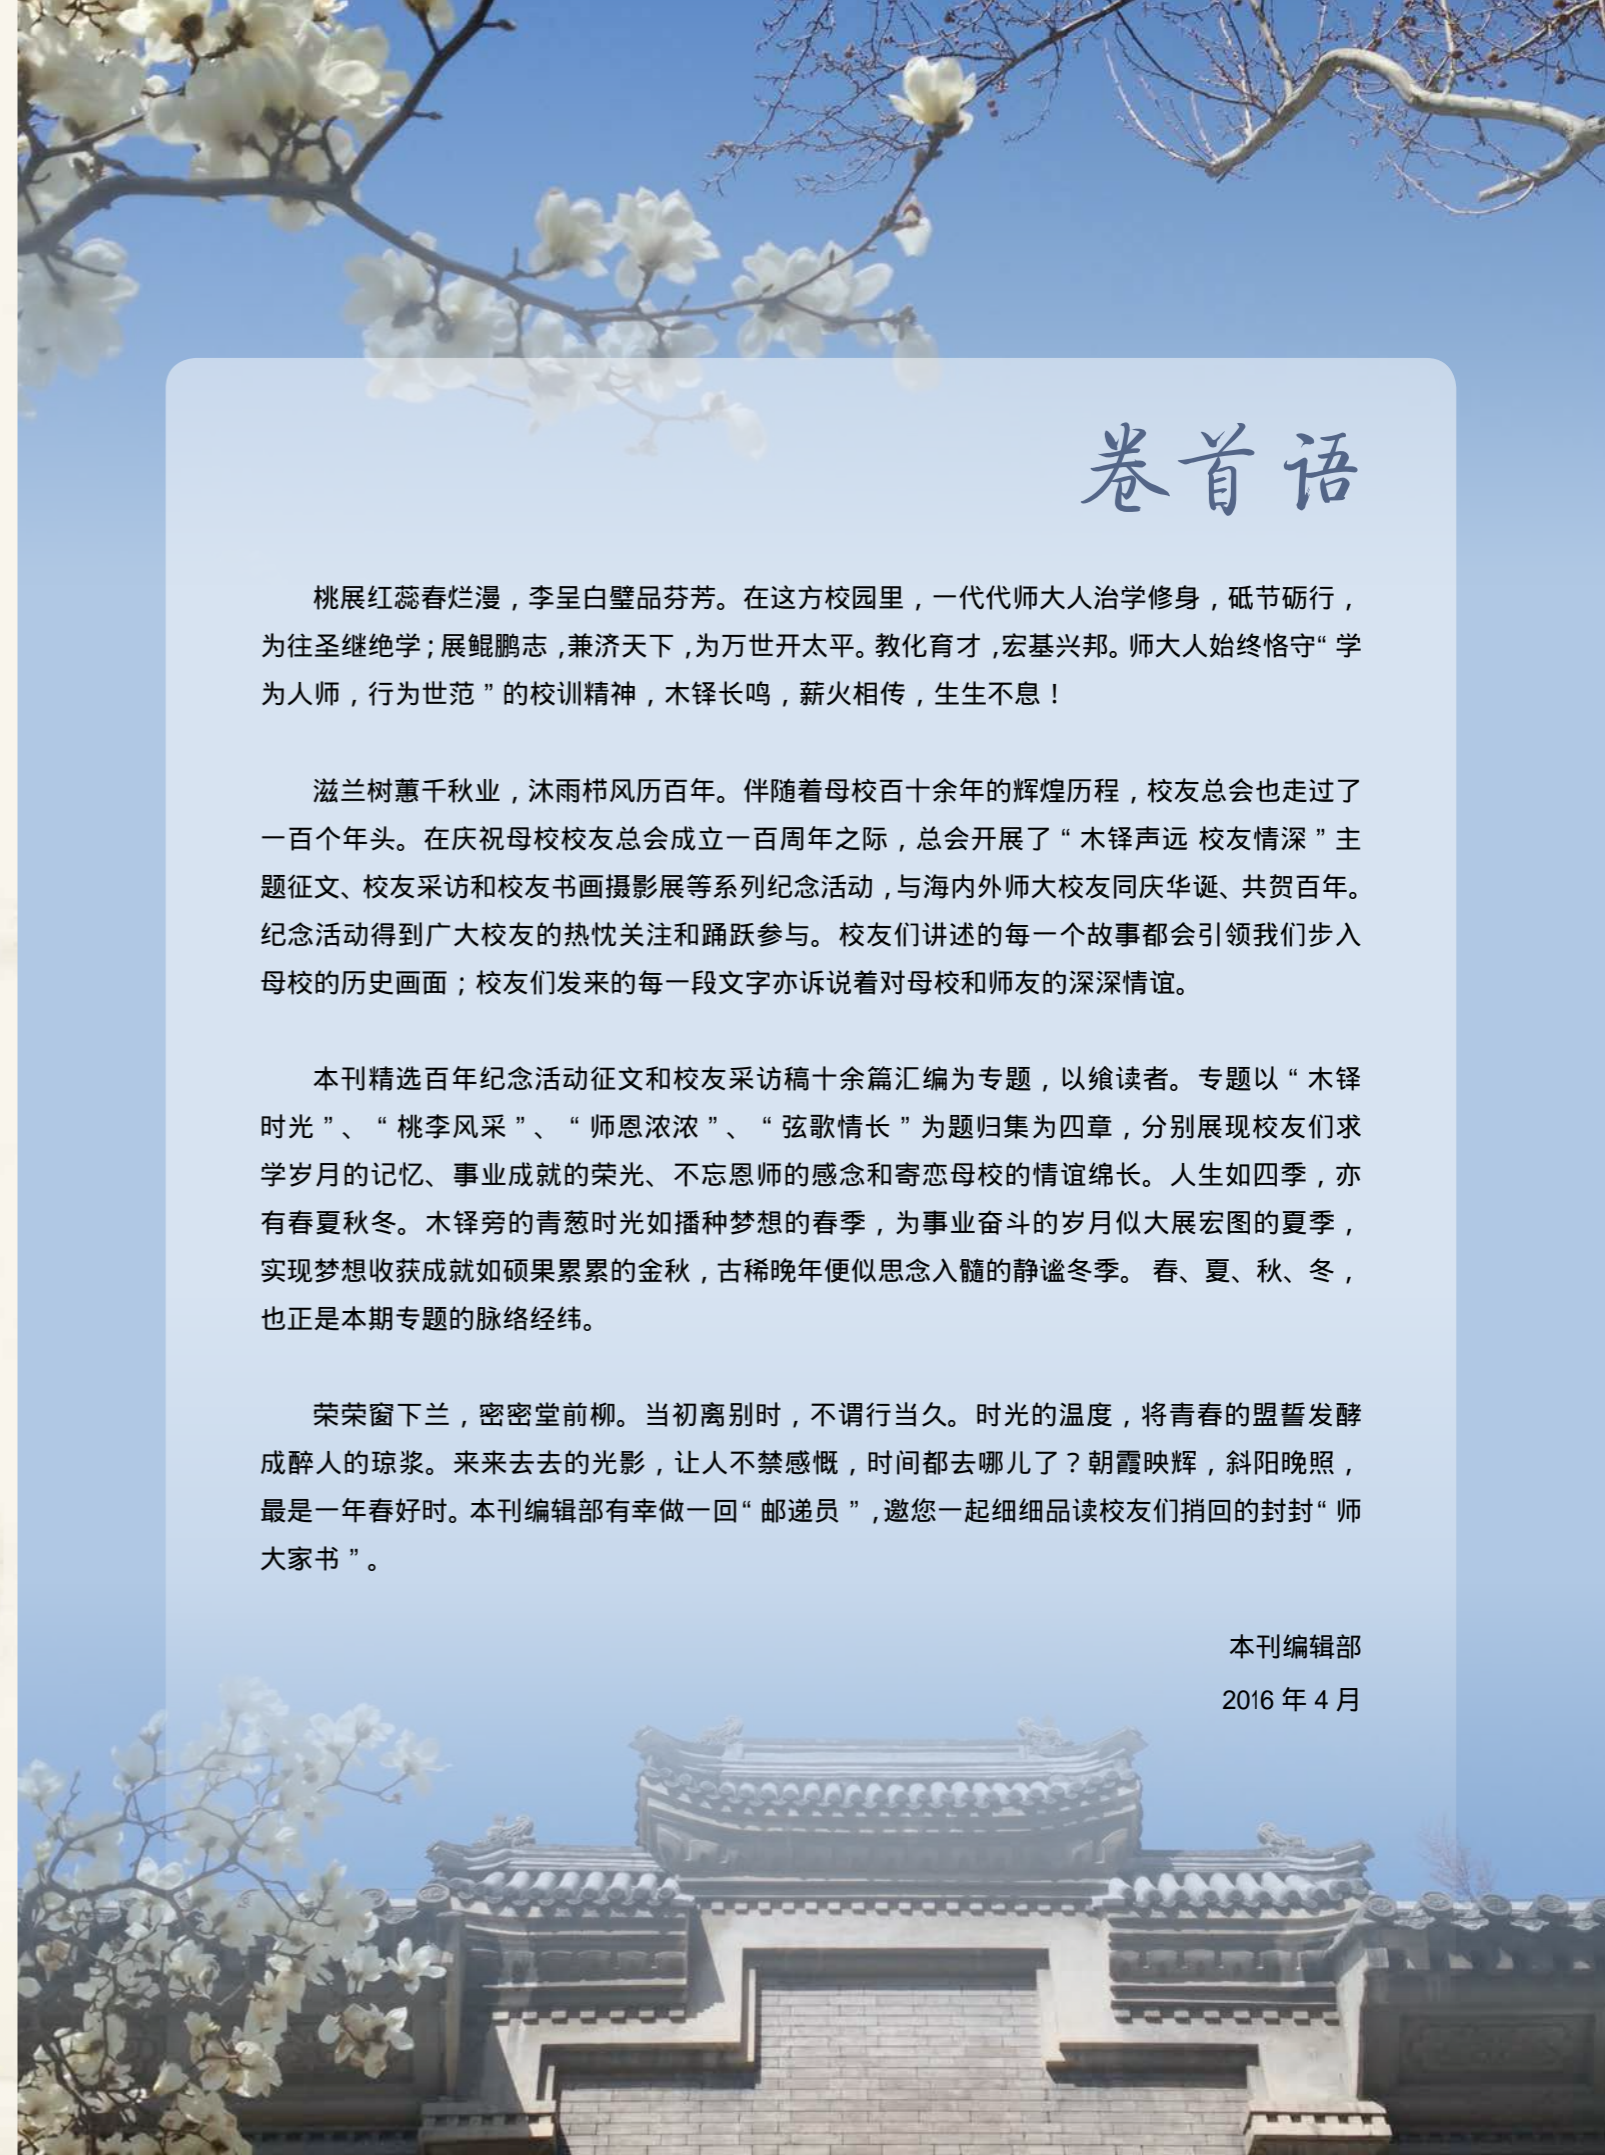 卷首语
桃展红蕊春烂漫，李呈白璧品芬芳。在这方校园里，一代代师大人治学修身，砥节砺行，
为往圣继绝学；展鲲鹏志，兼济天下，为万世开太平。教化育才，宏基兴邦。师大人始终恪守“学
为人师，行为世范”的校训精神，木铎长鸣，薪火相传，生生不息！
滋兰树蕙千秋业，沐雨栉风历百年。伴随着母校百十余年的辉煌历程，校友总会也走过了
一百个年头。在庆祝母校校友总会成立一百周年之际，总会开展了“木铎声远 校友情深”主
题征文、校友采访和校友书画摄影展等系列纪念活动，与海内外师大校友同庆华诞、共贺百年。
纪念活动得到广大校友的热忱关注和踊跃参与。校友们讲述的每一个故事都会引领我们步入
母校的历史画面；校友们发来的每一段文字亦诉说着对母校和师友的深深情谊。
本刊精选百年纪念活动征文和校友采访稿十余篇汇编为专题，以飨读者。专题以“木铎
时光”、“桃李风采”、“师恩浓浓”、“弦歌情长”为题归集为四章，分别展现校友们求
学岁月的记忆、事业成就的荣光、不忘恩师的感念和寄恋母校的情谊绵长。人生如四季，亦
有春夏秋冬。木铎旁的青葱时光如播种梦想的春季，为事业奋斗的岁月似大展宏图的夏季，
实现梦想收获成就如硕果累累的金秋，古稀晚年便似思念入髓的静谧冬季。 春、夏、秋、冬，
也正是本期专题的脉络经纬。
荣荣窗下兰，密密堂前柳。当初离别时，不谓行当久。时光的温度，将青春的盟誓发酵
成醉人的琼浆。来来去去的光影，让人不禁感慨，时间都去哪儿了？朝霞映辉，斜阳晚照，
最是一年春好时。本刊编辑部有幸做一回“邮递员”，邀您一起细细品读校友们捎回的封封“师
大家书”。
本刊编辑部
2016 年 4 月